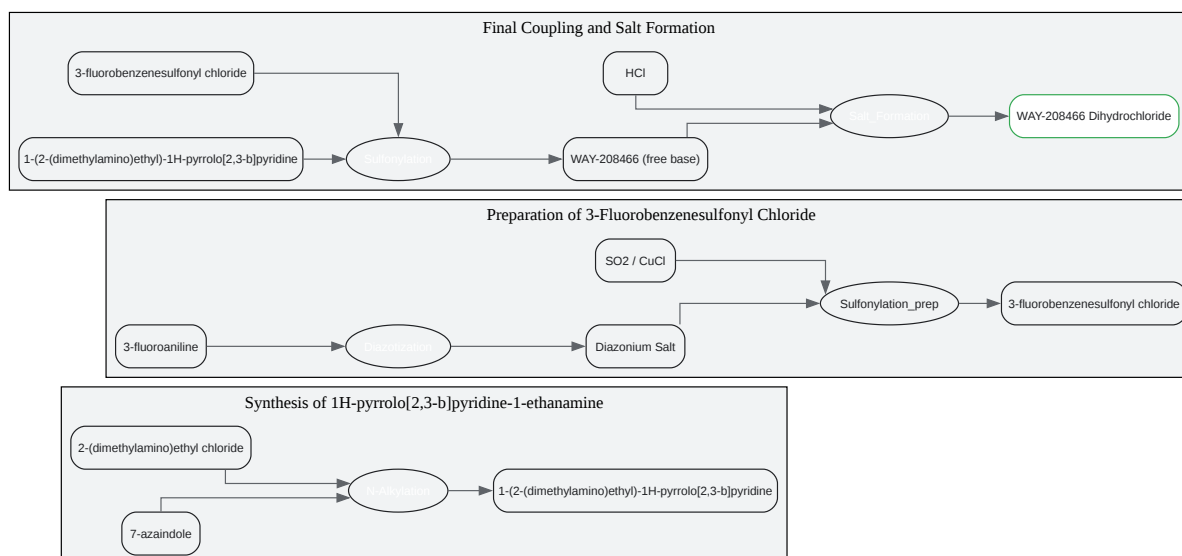 Final Coupling and Salt Formation
3-fluorobenzenesulfonyl chloride
HCl
Salt_Formation
WAY-208466 Dihydrochloride
1-(2-(dimethylamino)ethyl)-1H-pyrrolo[2,3-b]pyridine
Sulfonylation
WAY-208466 (free base)
Preparation of 3-Fluorobenzenesulfonyl Chloride
SO2 / CuCl
Sulfonylation_prep
3-fluorobenzenesulfonyl chloride
3-fluoroaniline
Diazotization
Diazonium Salt
Synthesis of 1H-pyrrolo[2,3-b]pyridine-1-ethanamine
2-(dimethylamino)ethyl chloride
N-Alkylation
1-(2-(dimethylamino)ethyl)-1H-pyrrolo[2,3-b]pyridine
7-azaindole